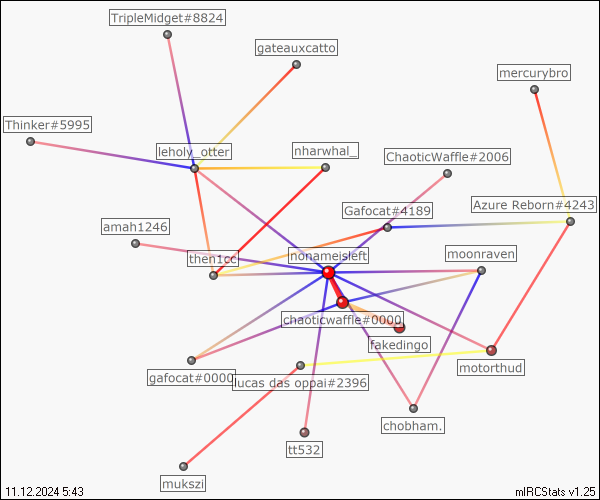 TripleMidget#8824
gateauxcatto
mercurybro
Thinker#5995
leholy_otter
nharwhal_
ChaoticWaffle#2006
Azure Reborn#4243
Gafocat#4189
amah1246
then1cc
nonameisleft
moonraven
chaoticwaffle#0000
fakedingo
motorthud
gafocat#0000
lucas das oppai#2396
chobham.
tt532
mukszi
11.12.2024 5:43
mIRCStats v1.25